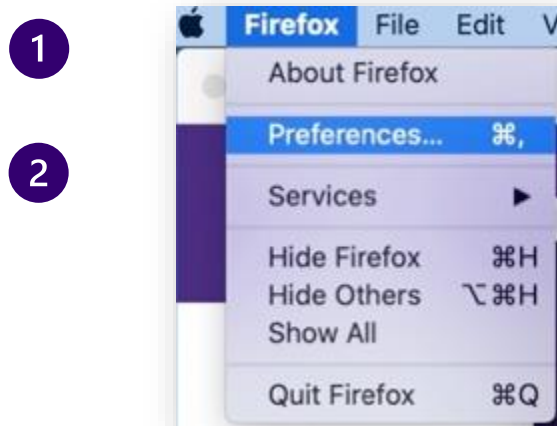 1
2
Firefox File Edit V
About Firefox
Preferences... ⌘,
Services ▶
Hide Firefox ⌘H
Hide Others ⌥⌘H
Show All
Quit Firefox ⌘Q